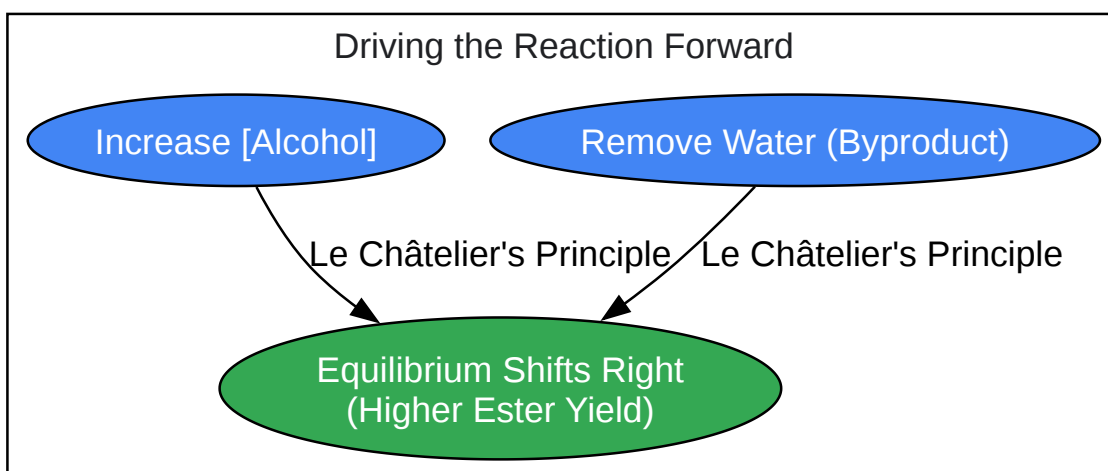 Driving the Reaction Forward
Increase [Alcohol]
Remove Water (Byproduct)
Le Châtelier's Principle
Le Châtelier's Principle
Equilibrium Shifts Right
(Higher Ester Yield)